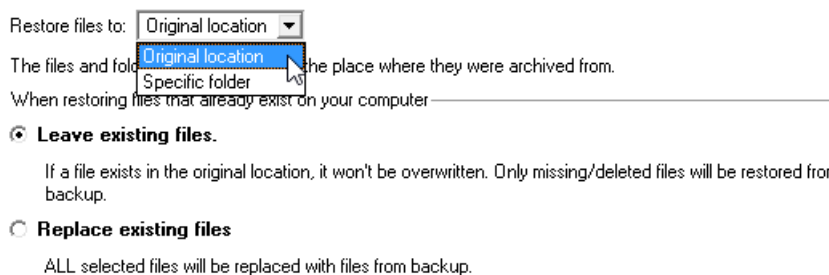 Restore files to: Original location
Original location
The files and fol the place where they were archived from.
Specific folder
When restoring files that already exist on your computer
Leave existing files.
If a file exists in the original location, it won't be overwritten. Only missing/deleted files will be restored from
backup.
Replace existing files
ALL selected files will be replaced with files from backup.